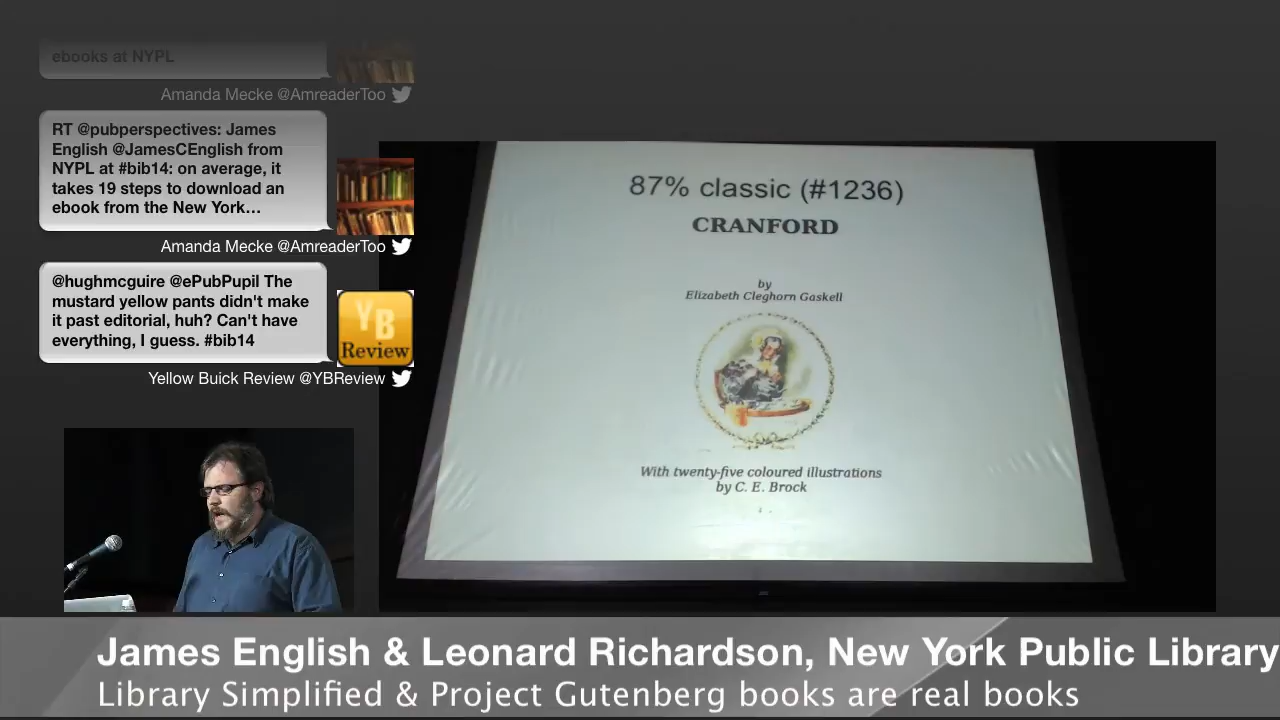 ebooks at NYPL
Amanda Mecke @AmreaderToo
RT @pubperspectives: James
English @JamesCEnglish from
NYPL at #bib14: on average, it
takes 19 steps to download an
ebook from the New York…
Amanda Mecke @AmreaderToo
@hughmcguire @ePubPupil The
mustard yellow pants didn't make
it past editorial, huh? Can't have
everything, I guess. #bib14
YB
Review
Yellow Buick Review @YBReview
87% classic (#1236)
CRANFORD
by
Elizabeth Cleghorn Gaskell
With twenty-five coloured illustrations
by C. E. Brock
James English & Leonard Richardson, New York Public Library
Library Simplified & Project Gutenberg books are real books